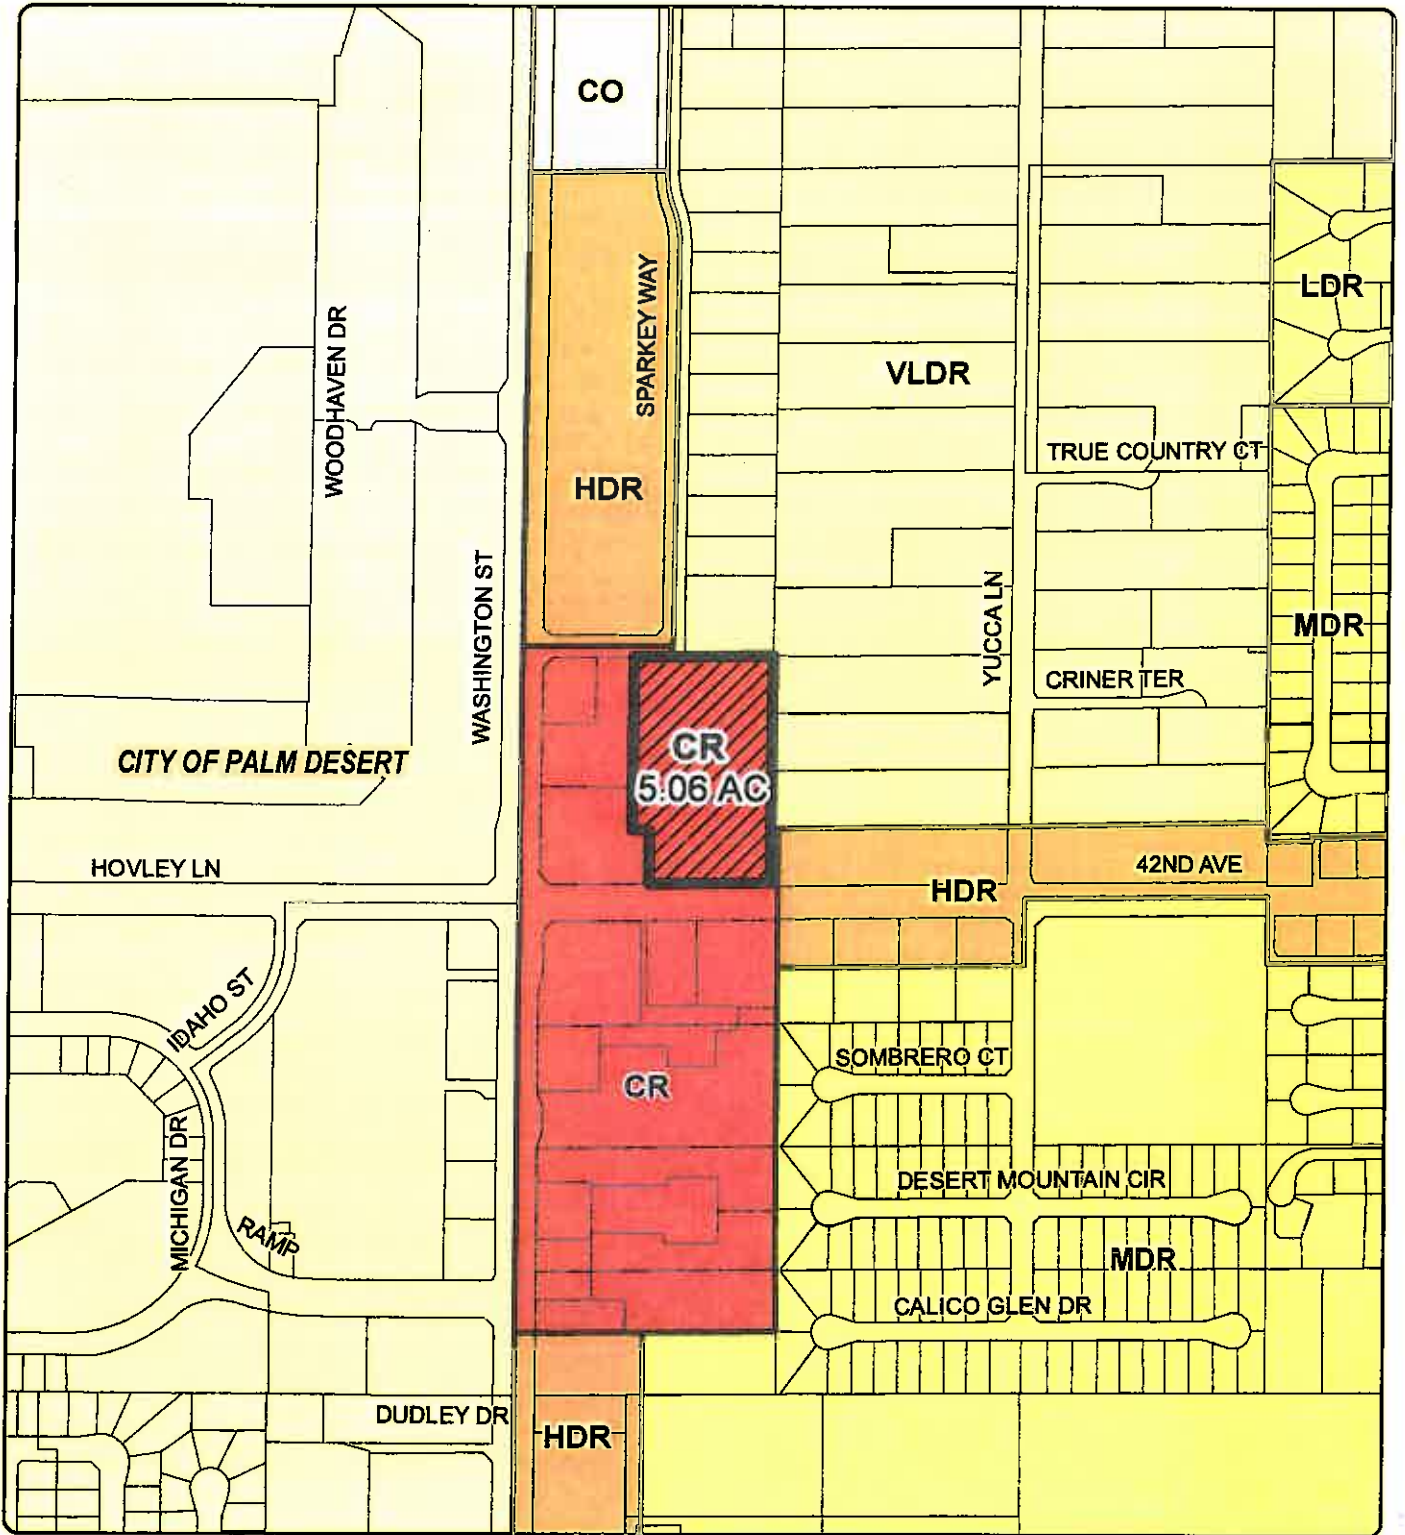 CO
SPARKEY WAY
LDR
WOODHAVEN DR
VLDR
TRUE COUNTRY CT
HDR
WASHINGTON ST
YUCCA LN
MDR
CRINER TER
CR
5.06 AC
CITY OF PALM DESERT
HOVLEY LN
42ND AVE
HDR
IDAHO ST
SOMBRERO CT
CR
MICHIGAN DR
DESERT MOUNTAIN CIR
RAMP
MDR
CALICO GLEN DR
DUDLEY DR
HDR